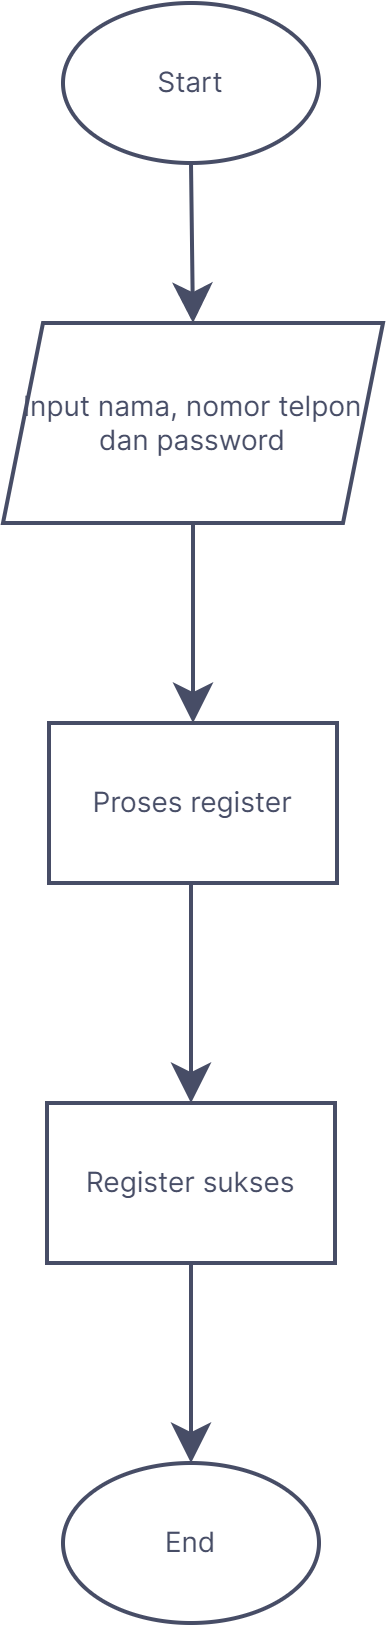 Start
Input nama, nomor telpon
dan password
Proses register
Register sukses
End